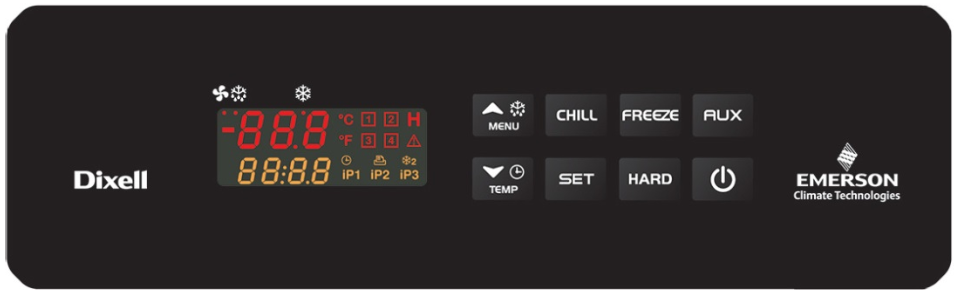 -88.8 °C 1 2 H
°F 3 4
88:8.8 iP1 iP2 iP3
2
MENU CHILL FREEZE AUX
TEMP SET HARD
Dixell
EMERSON
Climate Technologies